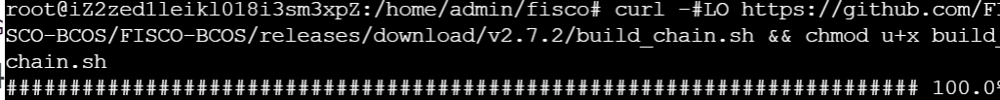 root@iZ2zed1leikl018i3sm3xpZ:/home/admin/fisco# curl -#LO https://github.com/FI
SCO-BCOS/FISCO-BCOS/releases/download/v2.7.2/build_chain.sh && chmod u+x build_
chain.sh
######################################################################## 100.0%